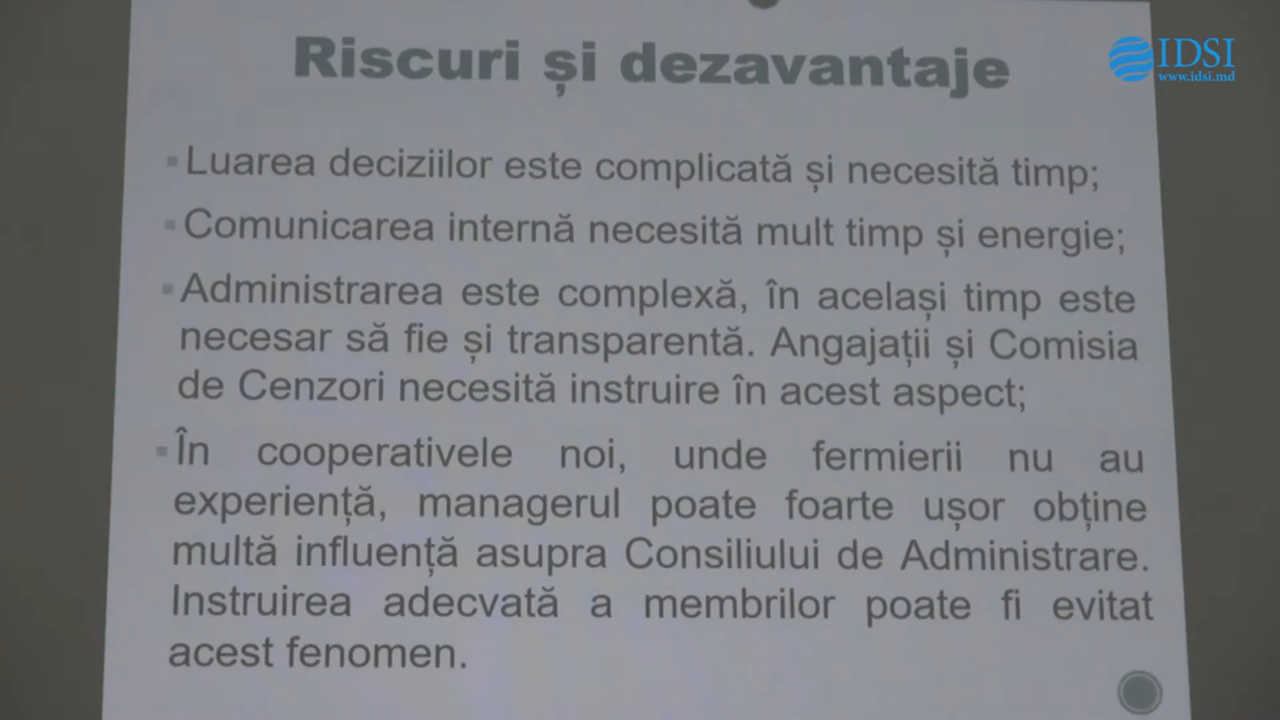 Riscuri și dezavantaje
IDSI
www.idsi.md
▪Luarea deciziilor este complicată și necesită timp;
▪Comunicarea internă necesită mult timp și energie;
▪Administrarea este complexă, în același timp este
necesar să fie și transparentă. Angajații și Comisia
de Cenzori necesită instruire în acest aspect;
▪În cooperativele noi, unde fermierii nu au
experiență, managerul poate foarte ușor obține
multă influență asupra Consiliului de Administrare.
Instruirea adecvată a membrilor poate fi evitat
acest fenomen.